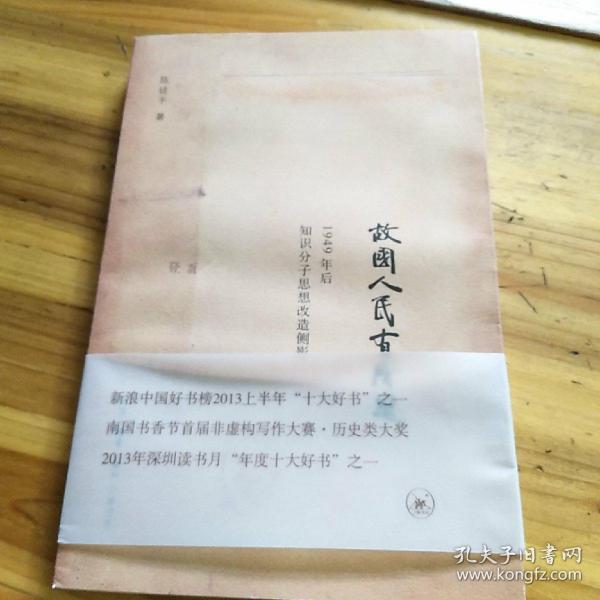 陈徒手 著
故國人民有所思
1949年后
知识分子思想改造侧影
新浪中国好书榜2013上半年“十大好书”之一
南国书香节首届非虚构写作大赛·历史类大奖
2013年深圳读书月“年度十大好书”之一
孔夫子旧书网
www.kongfz.com